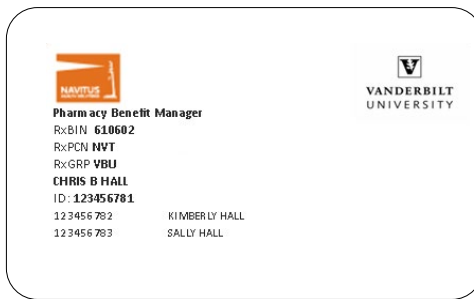 NAVITUS
VANDERBILT
UNIVERSITY
Pharmacy Benefit Manager
RxBIN 610602
RxPCN NVT
RxGRP VBU
CHRIS B HALL
ID: 123456781
123456782 KIMBERLY HALL
123456783 SALLY HALL